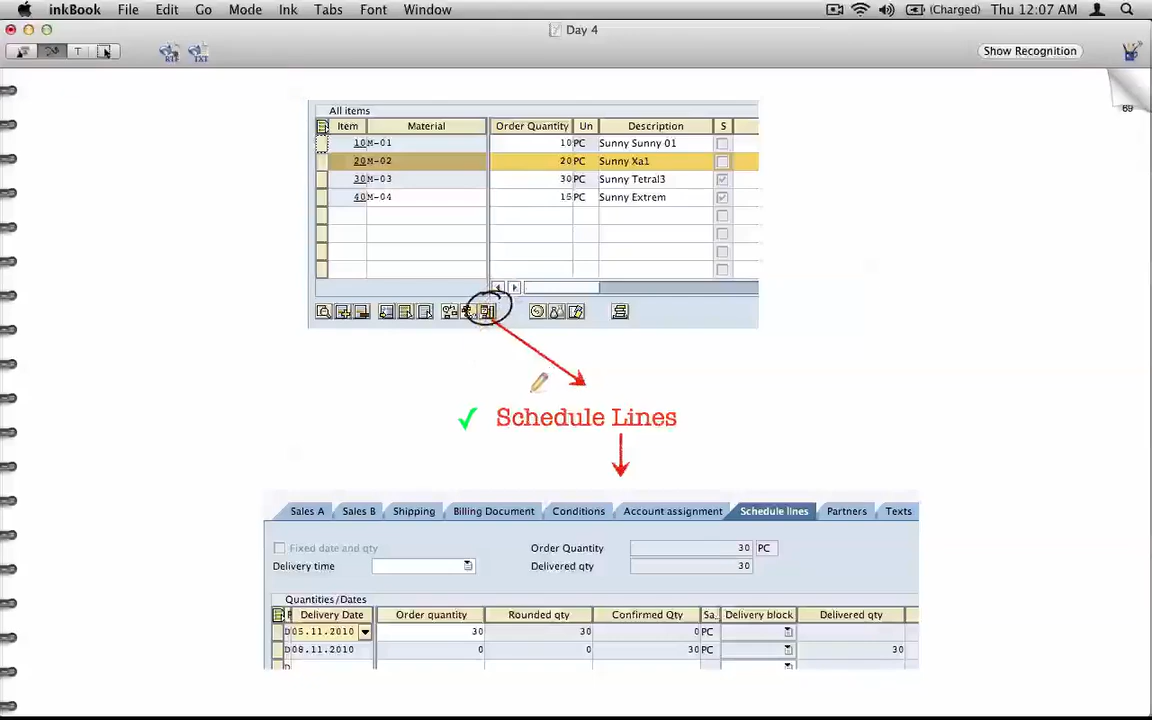 inkBook File Edit Go Mode Ink Tabs Font Window (Charged) Thu 12:07 AM
Day 4
T RTF TXT Show Recognition
69
All items
Item Material Order Quantity Un Description S
10 M-01 10 PC Sunny Sunny 01
20 M-02 20 PC Sunny Xa1
30 M-03 30 PC Sunny Tetral3
40 M-04 15 PC Sunny Extrem
✓ Schedule Lines
Sales A Sales B Shipping Billing Document Conditions Account assignment Schedule lines Partners Texts
Fixed date and qty Order Quantity 30 PC
Delivery time Delivered qty 30
Quantities/Dates
P Delivery Date Order quantity Rounded qty Confirmed Qty Sa.. Delivery block Delivered qty
D 05.11.2010 30 30 0 PC
D 08.11.2010 0 0 30 PC 30
D